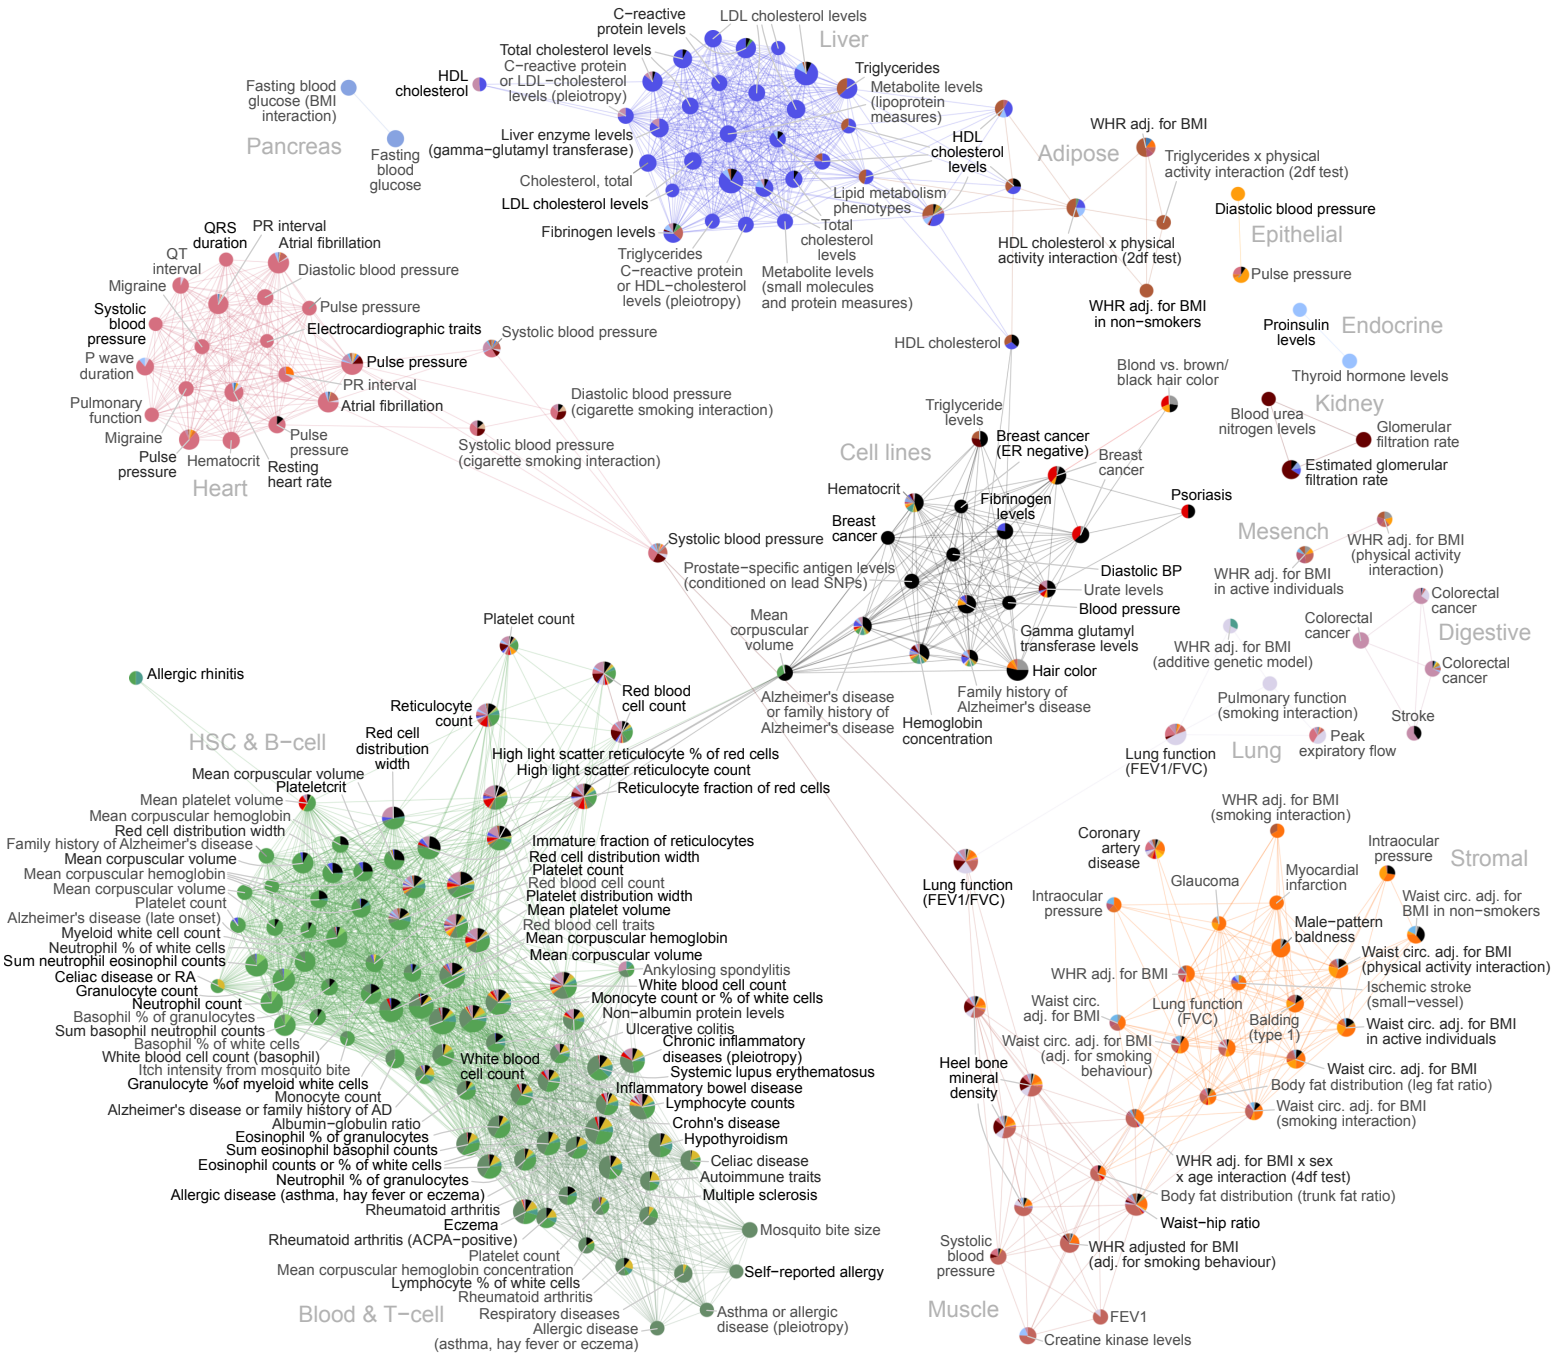 C−reactive
protein levels
LDL cholesterol levels
Liver
Total cholesterol levels
C−reactive protein
or LDL−cholesterol
levels (pleiotropy)
HDL
cholesterol
Triglycerides
Metabolite levels
(lipoprotein
measures)
Fasting blood
glucose (BMI
interaction)
Pancreas
Fasting
blood
glucose
Liver enzyme levels
(gamma−glutamyl transferase)
HDL
cholesterol
levels
Cholesterol, total
LDL cholesterol levels
Lipid metabolism
phenotypes
Fibrinogen levels
Triglycerides
C−reactive protein
or HDL−cholesterol
levels (pleiotropy)
Total
cholesterol
levels
Metabolite levels
(small molecules
and protein measures)
Adipose
WHR adj. for BMI
Triglycerides x physical
activity interaction (2df test)
HDL cholesterol x physical
activity interaction (2df test)
WHR adj. for BMI
in non−smokers
Diastolic blood pressure
Epithelial
Pulse pressure
Proinsulin
levels
Endocrine
Thyroid hormone levels
Kidney
Blood urea
nitrogen levels
Glomerular
filtration rate
Estimated glomerular
filtration rate
QRS
duration
PR interval
Atrial fibrillation
QT
interval
Diastolic blood pressure
Migraine
Pulse pressure
Systolic
blood
pressure
Electrocardiographic traits
Systolic blood pressure
P wave
duration
Pulse pressure
PR interval
Pulmonary
function
Atrial fibrillation
Migraine
Pulse
pressure
Hematocrit
Resting
heart rate
Pulse
pressure
Heart
Diastolic blood pressure
(cigarette smoking interaction)
Systolic blood pressure
(cigarette smoking interaction)
Systolic blood pressure
HDL cholesterol
Blond vs. brown/
black hair color
Triglyceride
levels
Cell lines
Breast cancer
(ER negative)
Breast
cancer
Hematocrit
Fibrinogen
levels
Psoriasis
Breast
cancer
Prostate−specific antigen levels
(conditioned on lead SNPs)
Diastolic BP
Urate levels
Blood pressure
Mean
corpuscular
volume
Gamma glutamyl
transferase levels
Hair color
Alzheimer's disease
or family history of
Alzheimer's disease
Family history of
Alzheimer's disease
Hemoglobin
concentration
Mesench
WHR adj. for BMI
(physical activity
interaction)
WHR adj. for BMI
in active individuals
Colorectal
cancer
Colorectal
cancer
Digestive
Colorectal
cancer
Stroke
WHR adj. for BMI
(additive genetic model)
Pulmonary function
(smoking interaction)
Peak
expiratory flow
Lung
Lung function
(FEV1/FVC)
Lung function
(FEV1/FVC)
Platelet count
Allergic rhinitis
Red blood
cell count
Reticulocyte
count
HSC & B−cell
Red cell
distribution
width
High light scatter reticulocyte % of red cells
High light scatter reticulocyte count
Reticulocyte fraction of red cells
Mean corpuscular volume
Plateletcrit
Mean platelet volume
Mean corpuscular hemoglobin
Red cell distribution width
Family history of Alzheimer's disease
Mean corpuscular volume
Mean corpuscular hemoglobin
Mean corpuscular volume
Platelet count
Alzheimer's disease (late onset)
Myeloid white cell count
Neutrophil % of white cells
Sum neutrophil eosinophil counts
Celiac disease or RA
Granulocyte count
Neutrophil count
Basophil % of granulocytes
Sum basophil neutrophil counts
Basophil % of white cells
White blood cell count (basophil)
Itch intensity from mosquito bite
Granulocyte %of myeloid white cells
Monocyte count
Alzheimer's disease or family history of AD
Albumin−globulin ratio
Eosinophil % of granulocytes
Sum eosinophil basophil counts
Eosinophil counts or % of white cells
Neutrophil % of granulocytes
Allergic disease (asthma, hay fever or eczema)
Rheumatoid arthritis
Eczema
Rheumatoid arthritis (ACPA−positive)
Platelet count
Mean corpuscular hemoglobin concentration
Lymphocyte % of white cells
Rheumatoid arthritis
Respiratory diseases
Allergic disease
(asthma, hay fever or eczema)
Blood & T−cell
Immature fraction of reticulocytes
Red cell distribution width
Platelet count
Red blood cell count
Platelet distribution width
Mean platelet volume
Red blood cell traits
Mean corpuscular hemoglobin
Mean corpuscular volume
Ankylosing spondylitis
White blood cell count
Monocyte count or % of white cells
Non−albumin protein levels
Ulcerative colitis
Chronic inflammatory
diseases (pleiotropy)
White blood
cell count
Systemic lupus erythematosus
Inflammatory bowel disease
Lymphocyte counts
Crohn's disease
Hypothyroidism
Celiac disease
Autoimmune traits
Multiple sclerosis
Mosquito bite size
Self−reported allergy
Asthma or allergic
disease (pleiotropy)
WHR adj. for BMI
(smoking interaction)
Coronary
artery
disease
Intraocular
pressure
Stromal
Myocardial
infarction
Glaucoma
Intraocular
pressure
Waist circ. adj. for
BMI in non−smokers
Male−pattern
baldness
Waist circ. adj. for BMI
(physical activity interaction)
WHR adj. for BMI
Ischemic stroke
(small−vessel)
Waist circ.
adj. for BMI
Lung function
(FVC)
Balding
(type 1)
Waist circ. adj. for BMI
in active individuals
Waist circ. adj. for BMI
(adj. for smoking
behaviour)
Waist circ. adj. for BMI
Body fat distribution (leg fat ratio)
Waist circ. adj. for BMI
(smoking interaction)
Heel bone
mineral
density
WHR adj. for BMI x sex
x age interaction (4df test)
Body fat distribution (trunk fat ratio)
Waist−hip ratio
Systolic
blood
pressure
WHR adjusted for BMI
(adj. for smoking behaviour)
Muscle
FEV1
Creatine kinase levels